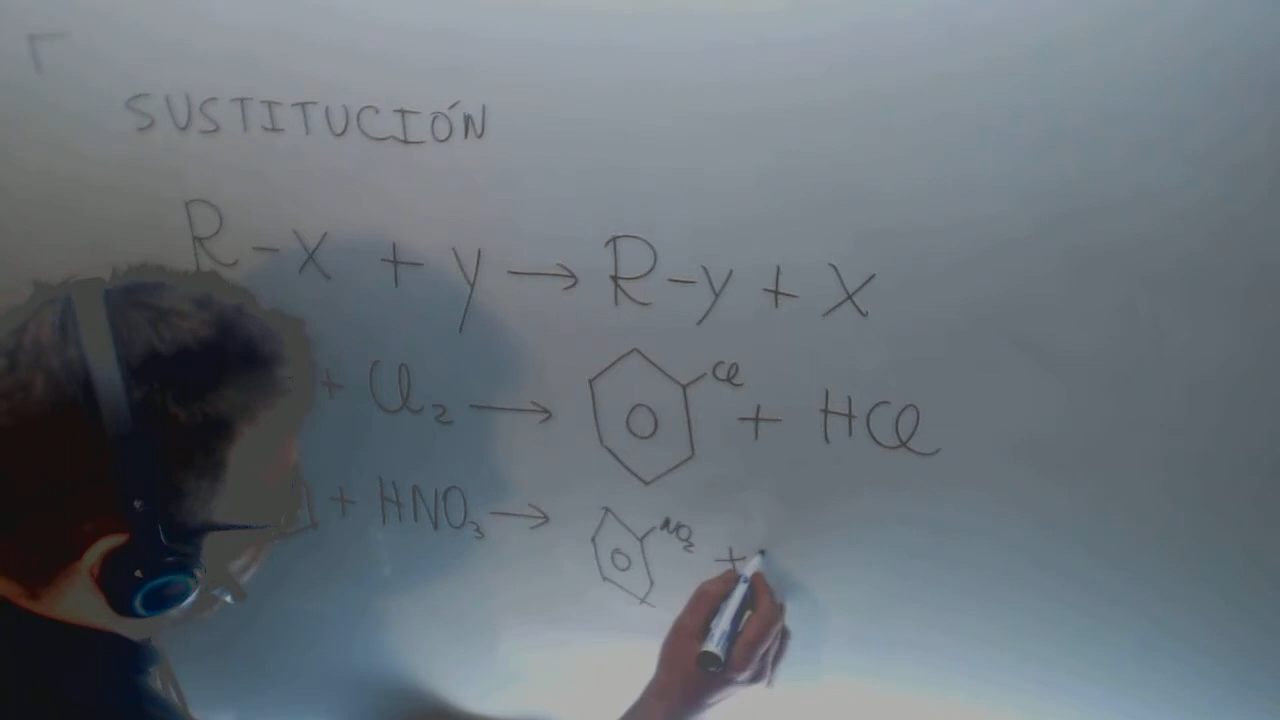 SUSTITUCIÓN
R-X + y → R-y + X
+ Cl₂ → Cl + HCl
+ HNO₃ → NO₂ +